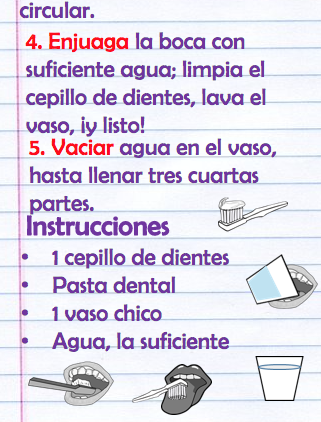 circular.
4. Enjuaga la boca con
suficiente agua; limpia el
cepillo de dientes, lava el
vaso, ¡y listo!
5. Vaciar agua en el vaso,
hasta llenar tres cuartas
partes.
Instrucciones
• 1 cepillo de dientes
• Pasta dental
• 1 vaso chico
• Agua, la suficiente